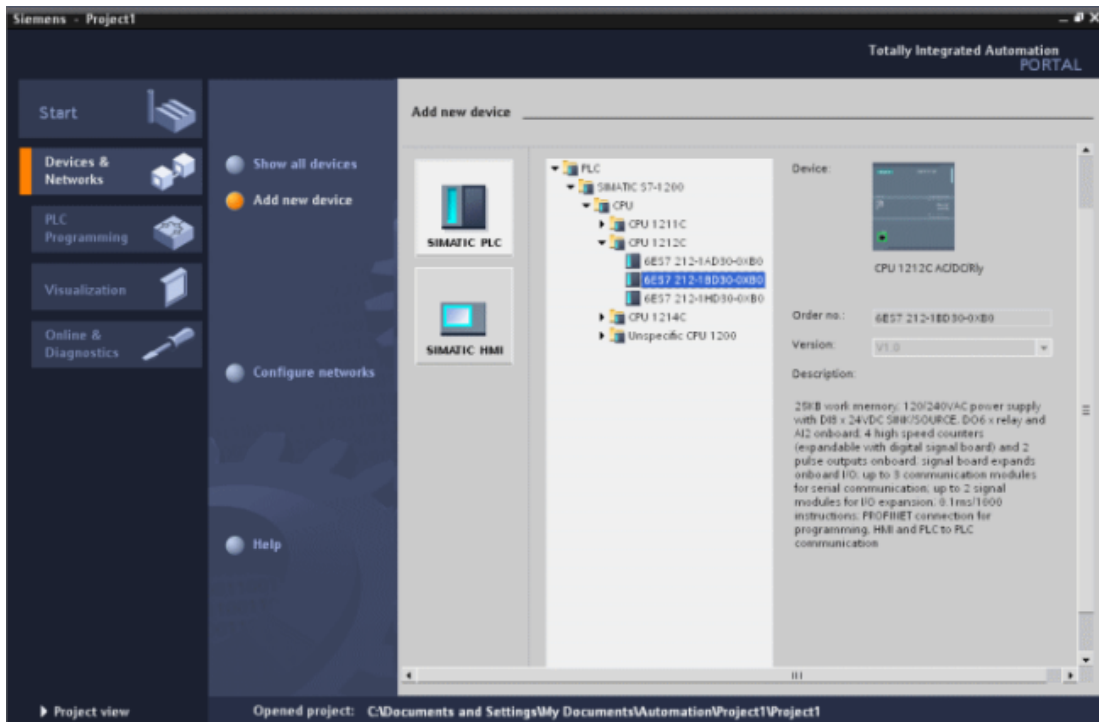 Siemens - Project1
Totally Integrated Automation
PORTAL
Start
Devices &
Networks
PLC
Programming
Visualization
Online &
Diagnostics
Show all devices
Add new device
Configure networks
Help
Add new device
SIMATIC PLC
SIMATIC HMI
PLC
SIMATIC S7-1200
CPU
CPU 1211C
CPU 1212C
6ES7 212-1AD30-0XB0
6ES7 212-1BD30-0XB0
6ES7 212-1HD30-0XB0
CPU 1214C
Unspecific CPU 1200
Device:
CPU 1212C AC/DC/Rly
Order no.:
6ES7 212-1BD30-0XB0
Version:
V1.0
Description:
25KB work memory; 120/240VAC power supply
with DI8 x 24VDC SINK/SOURCE, DO6 x relay and
AI2 onboard; 4 high speed counters
(expandable with digital signal board) and 2
pulse outputs onboard; signal board expands
onboard I/O; up to 3 communication modules
for serial communication; up to 2 signal
modules for I/O expansion; 0.1ms/1000
instructions; PROFINET connection for
programming, HMI and PLC to PLC
communication
Project view
Opened project: C:\Documents and Settings\My Documents\Automation\Project1\Project1